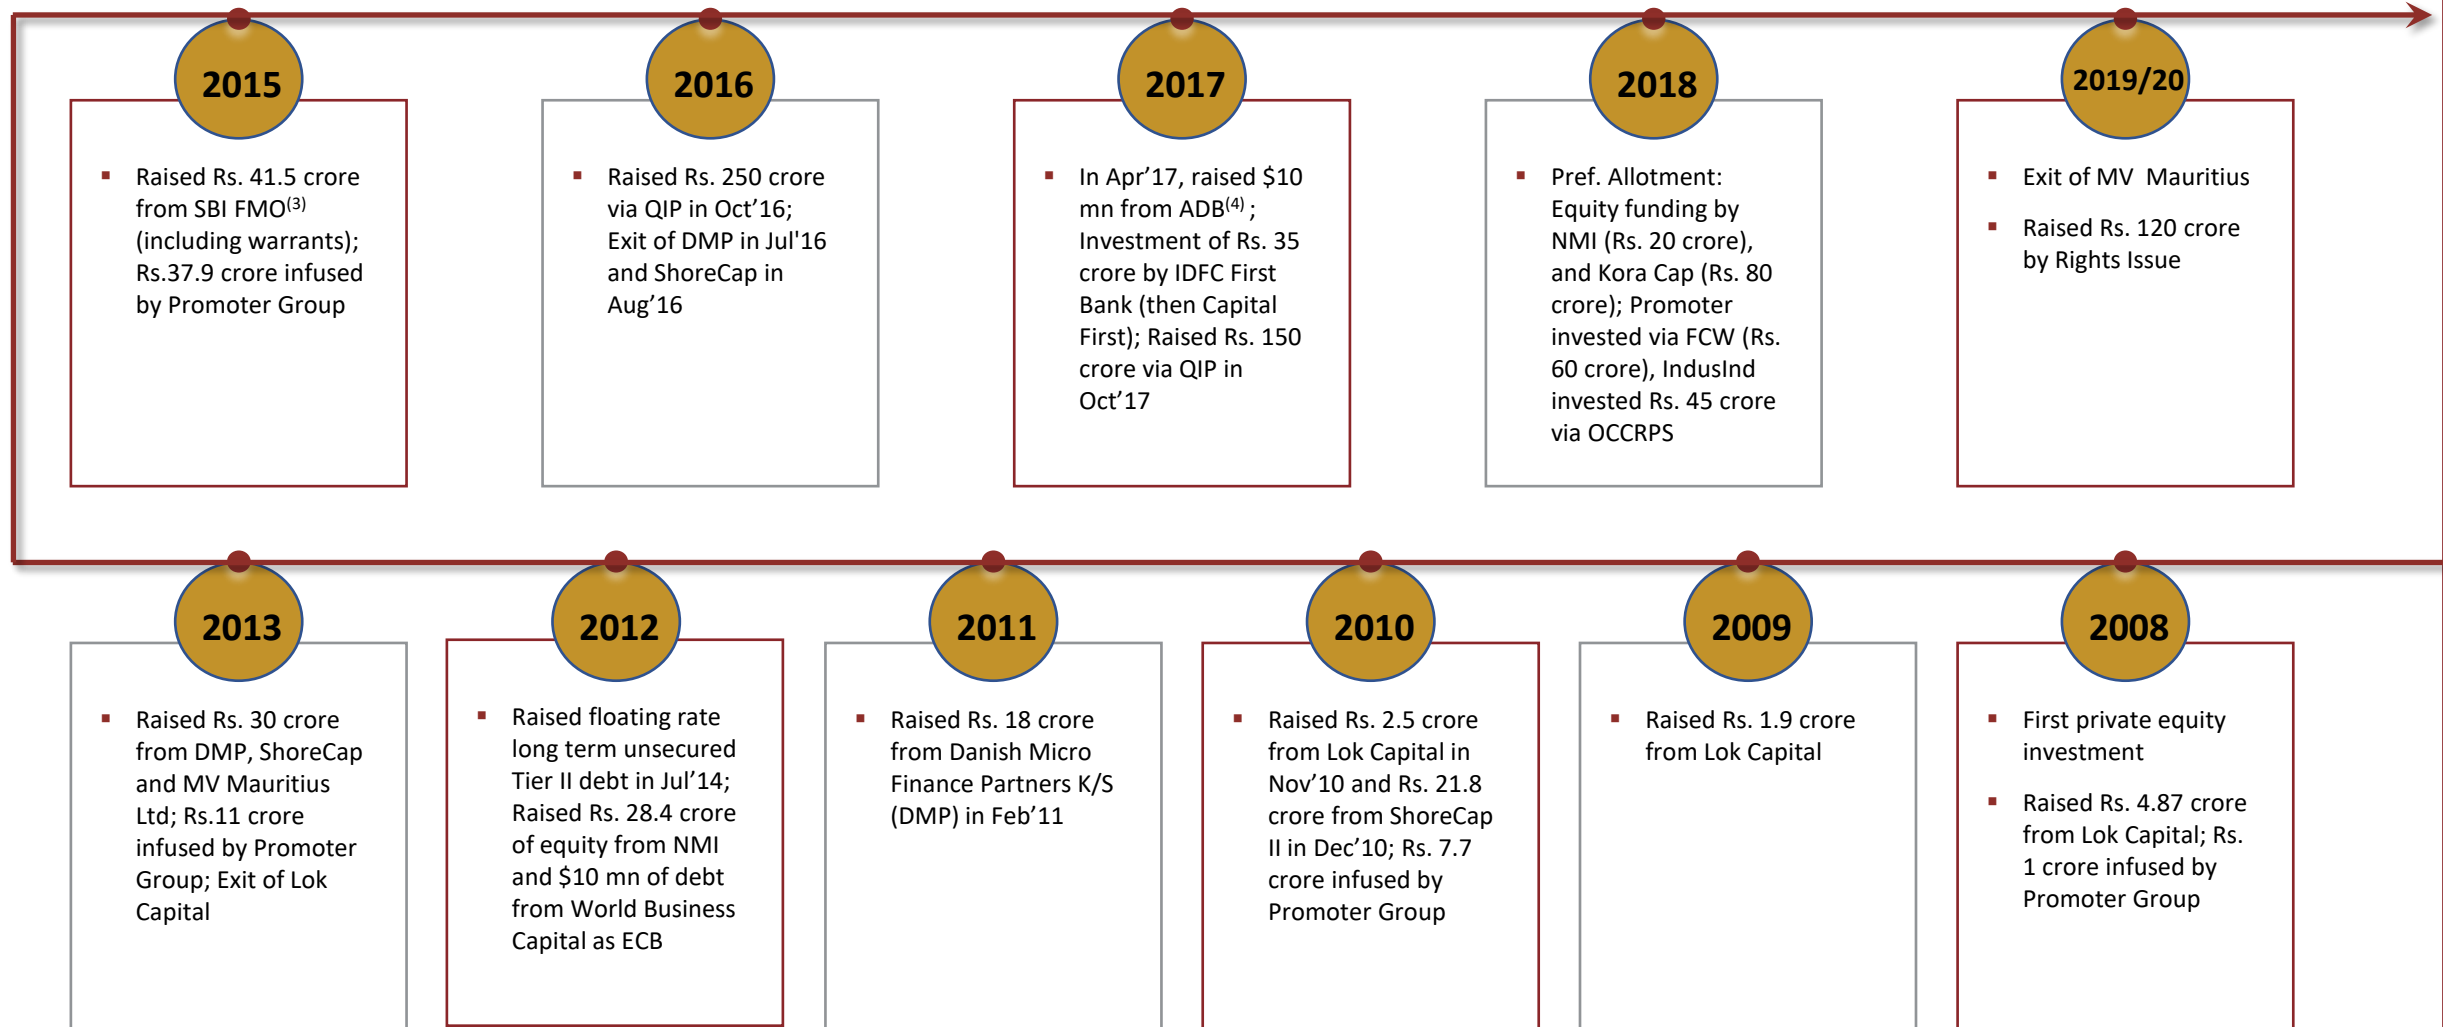 2015
Raised Rs. 41.5 crore
from SBI FMO(3)
(including warrants);
Rs.37.9 crore infused
by Promoter Group
2016
Raised Rs. 250 crore
via QIP in Oct’16;
Exit of DMP in Jul'16
and ShoreCap in
Aug’16
2017
In Apr’17, raised $10
mn from ADB(4) ;
Investment of Rs. 35
crore by IDFC First
Bank (then Capital
First); Raised Rs. 150
crore via QIP in
Oct’17
2018
Pref. Allotment:
Equity funding by
NMI (Rs. 20 crore),
and Kora Cap (Rs. 80
crore); Promoter
invested via FCW (Rs.
60 crore), IndusInd
invested Rs. 45 crore
via OCCRPS
2019/20
Exit of MV Mauritius
Raised Rs. 120 crore
by Rights Issue
2013
Raised Rs. 30 crore
from DMP, ShoreCap
and MV Mauritius
Ltd; Rs.11 crore
infused by Promoter
Group; Exit of Lok
Capital
2012
Raised floating rate
long term unsecured
Tier II debt in Jul’14;
Raised Rs. 28.4 crore
of equity from NMI
and $10 mn of debt
from World Business
Capital as ECB
2011
Raised Rs. 18 crore
from Danish Micro
Finance Partners K/S
(DMP) in Feb’11
2010
Raised Rs. 2.5 crore
from Lok Capital in
Nov’10 and Rs. 21.8
crore from ShoreCap
II in Dec’10; Rs. 7.7
crore infused by
Promoter Group
2009
Raised Rs. 1.9 crore
from Lok Capital
2008
First private equity
investment
Raised Rs. 4.87 crore
from Lok Capital; Rs.
1 crore infused by
Promoter Group